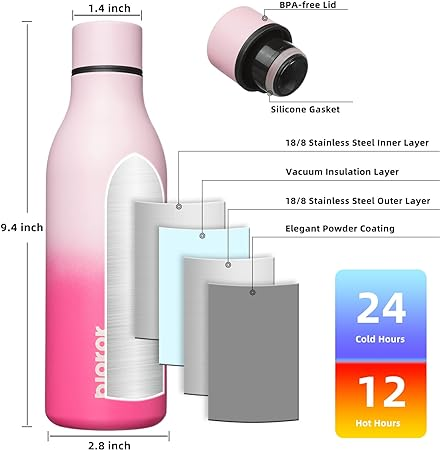 1.4 inch
BPA-free Lid
Silicone Gasket
18/8 Stainless Steel Inner Layer
Vacuum Insulation Layer
18/8 Stainless Steel Outer Layer
Elegant Powder Coating
9.4 inch
24
Cold Hours
12
Hot Hours
2.8 inch